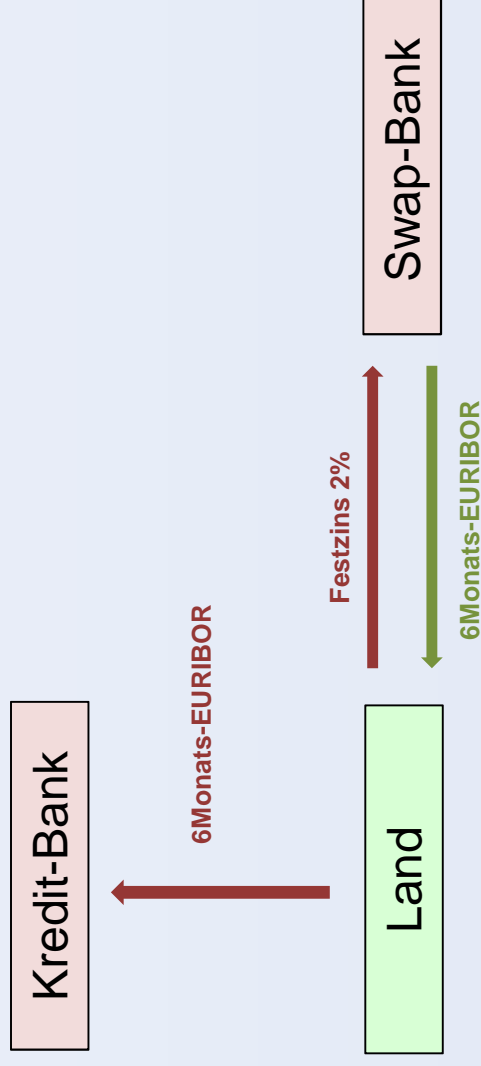 Kredit-Bank
6Monats-EURIBOR
Land
Festzins 2%
6Monats-EURIBOR
Swap-Bank